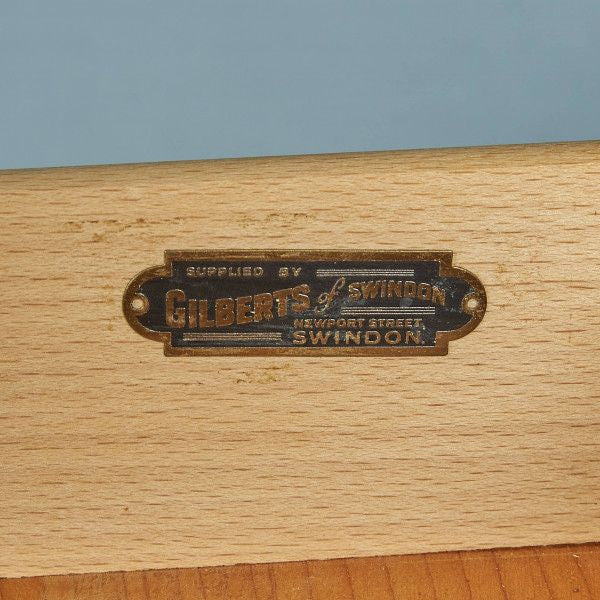 SUPPLIED BY
GILBERTS of SWINDON
NEWPORT STREET,
SWINDON.